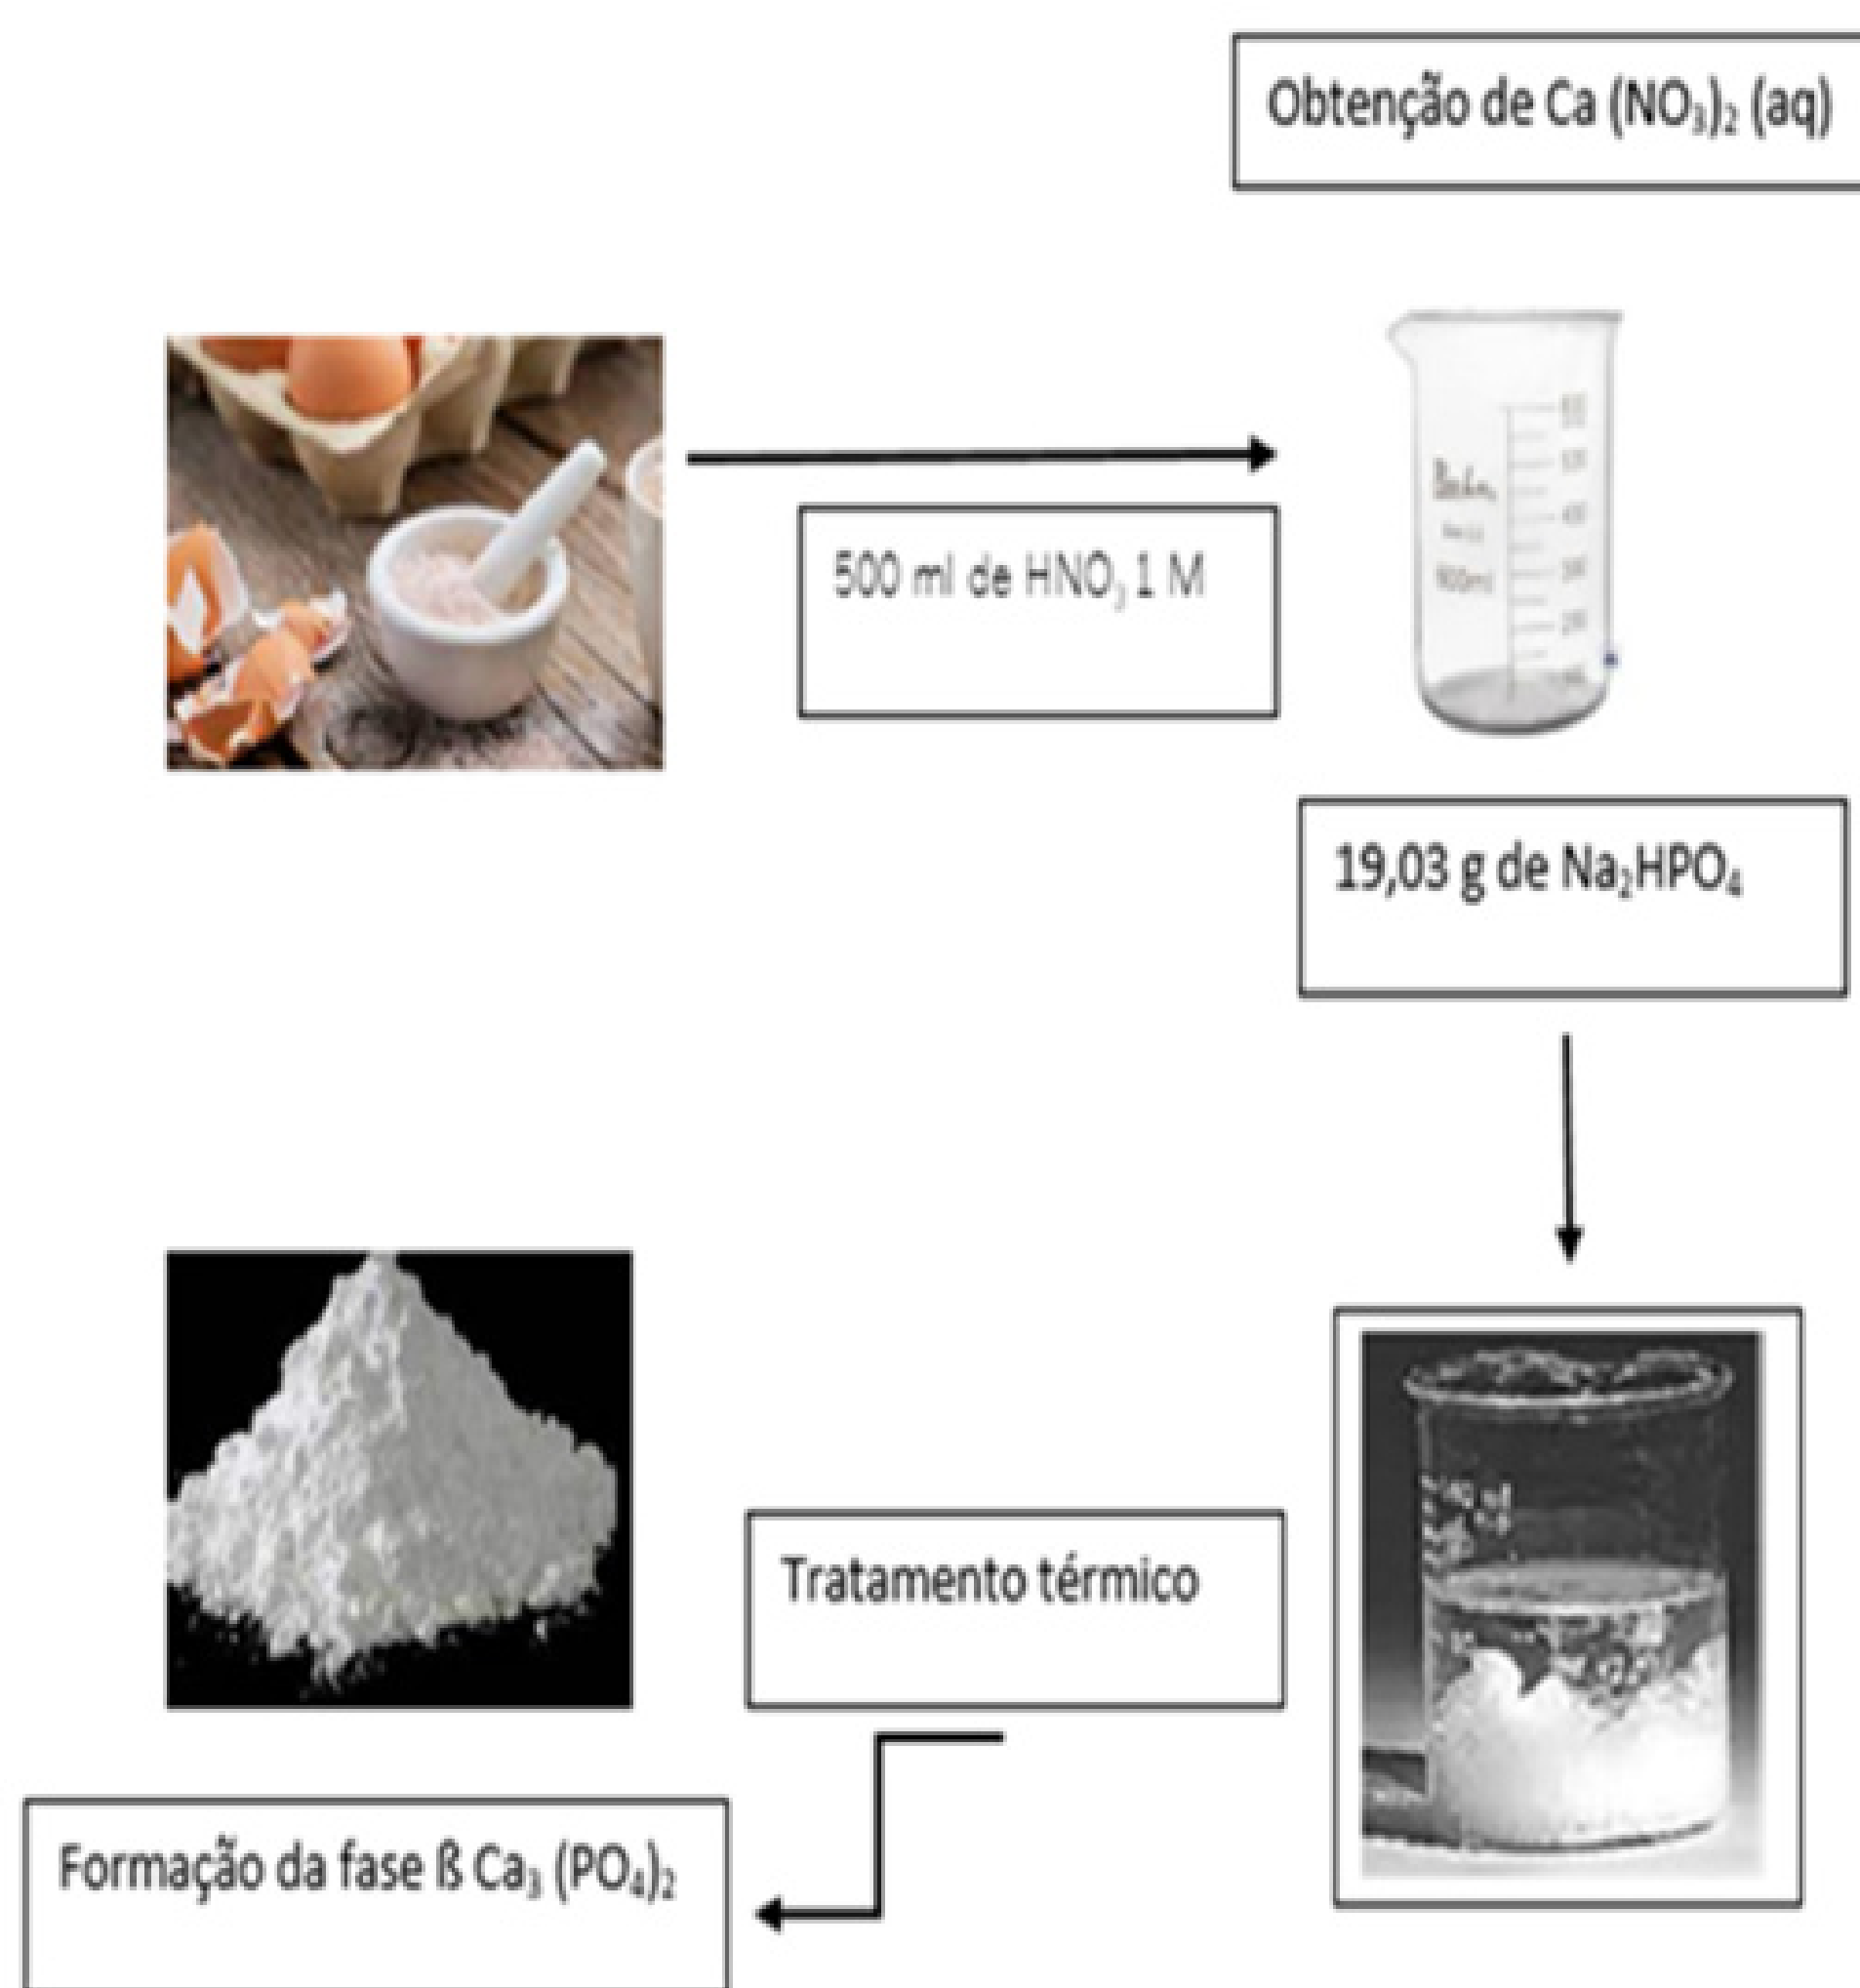 Obtenção de Ca (NO₃)₂ (aq)
500 ml de HNO₃ 1 M
19,03 g de Na₂HPO₄
Tratamento térmico
Formação da fase ß Ca₃ (PO₄)₂